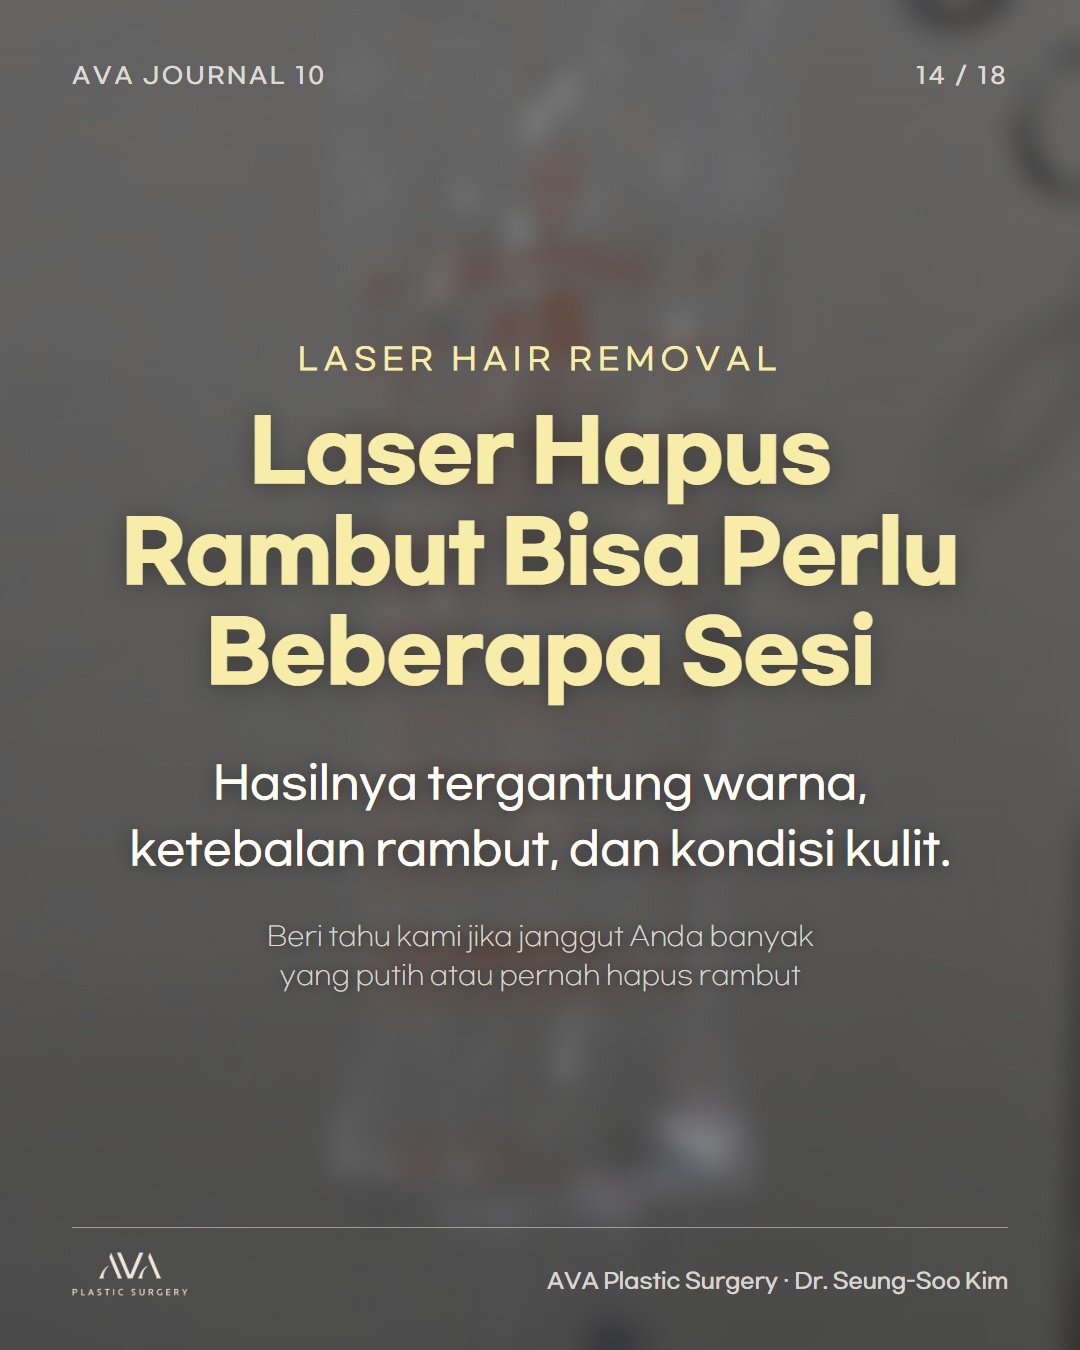 AVA JOURNAL 10
14 / 18
LASER HAIR REMOVAL
Laser Hapus
Rambut Bisa Perlu
Beberapa Sesi
Hasilnya tergantung warna,
ketebalan rambut, dan kondisi kulit.
Beri tahu kami jika janggut Anda banyak
yang putih atau pernah hapus rambut
AVA
PLASTIC SURGERY
AVA Plastic Surgery · Dr. Seung-Soo Kim